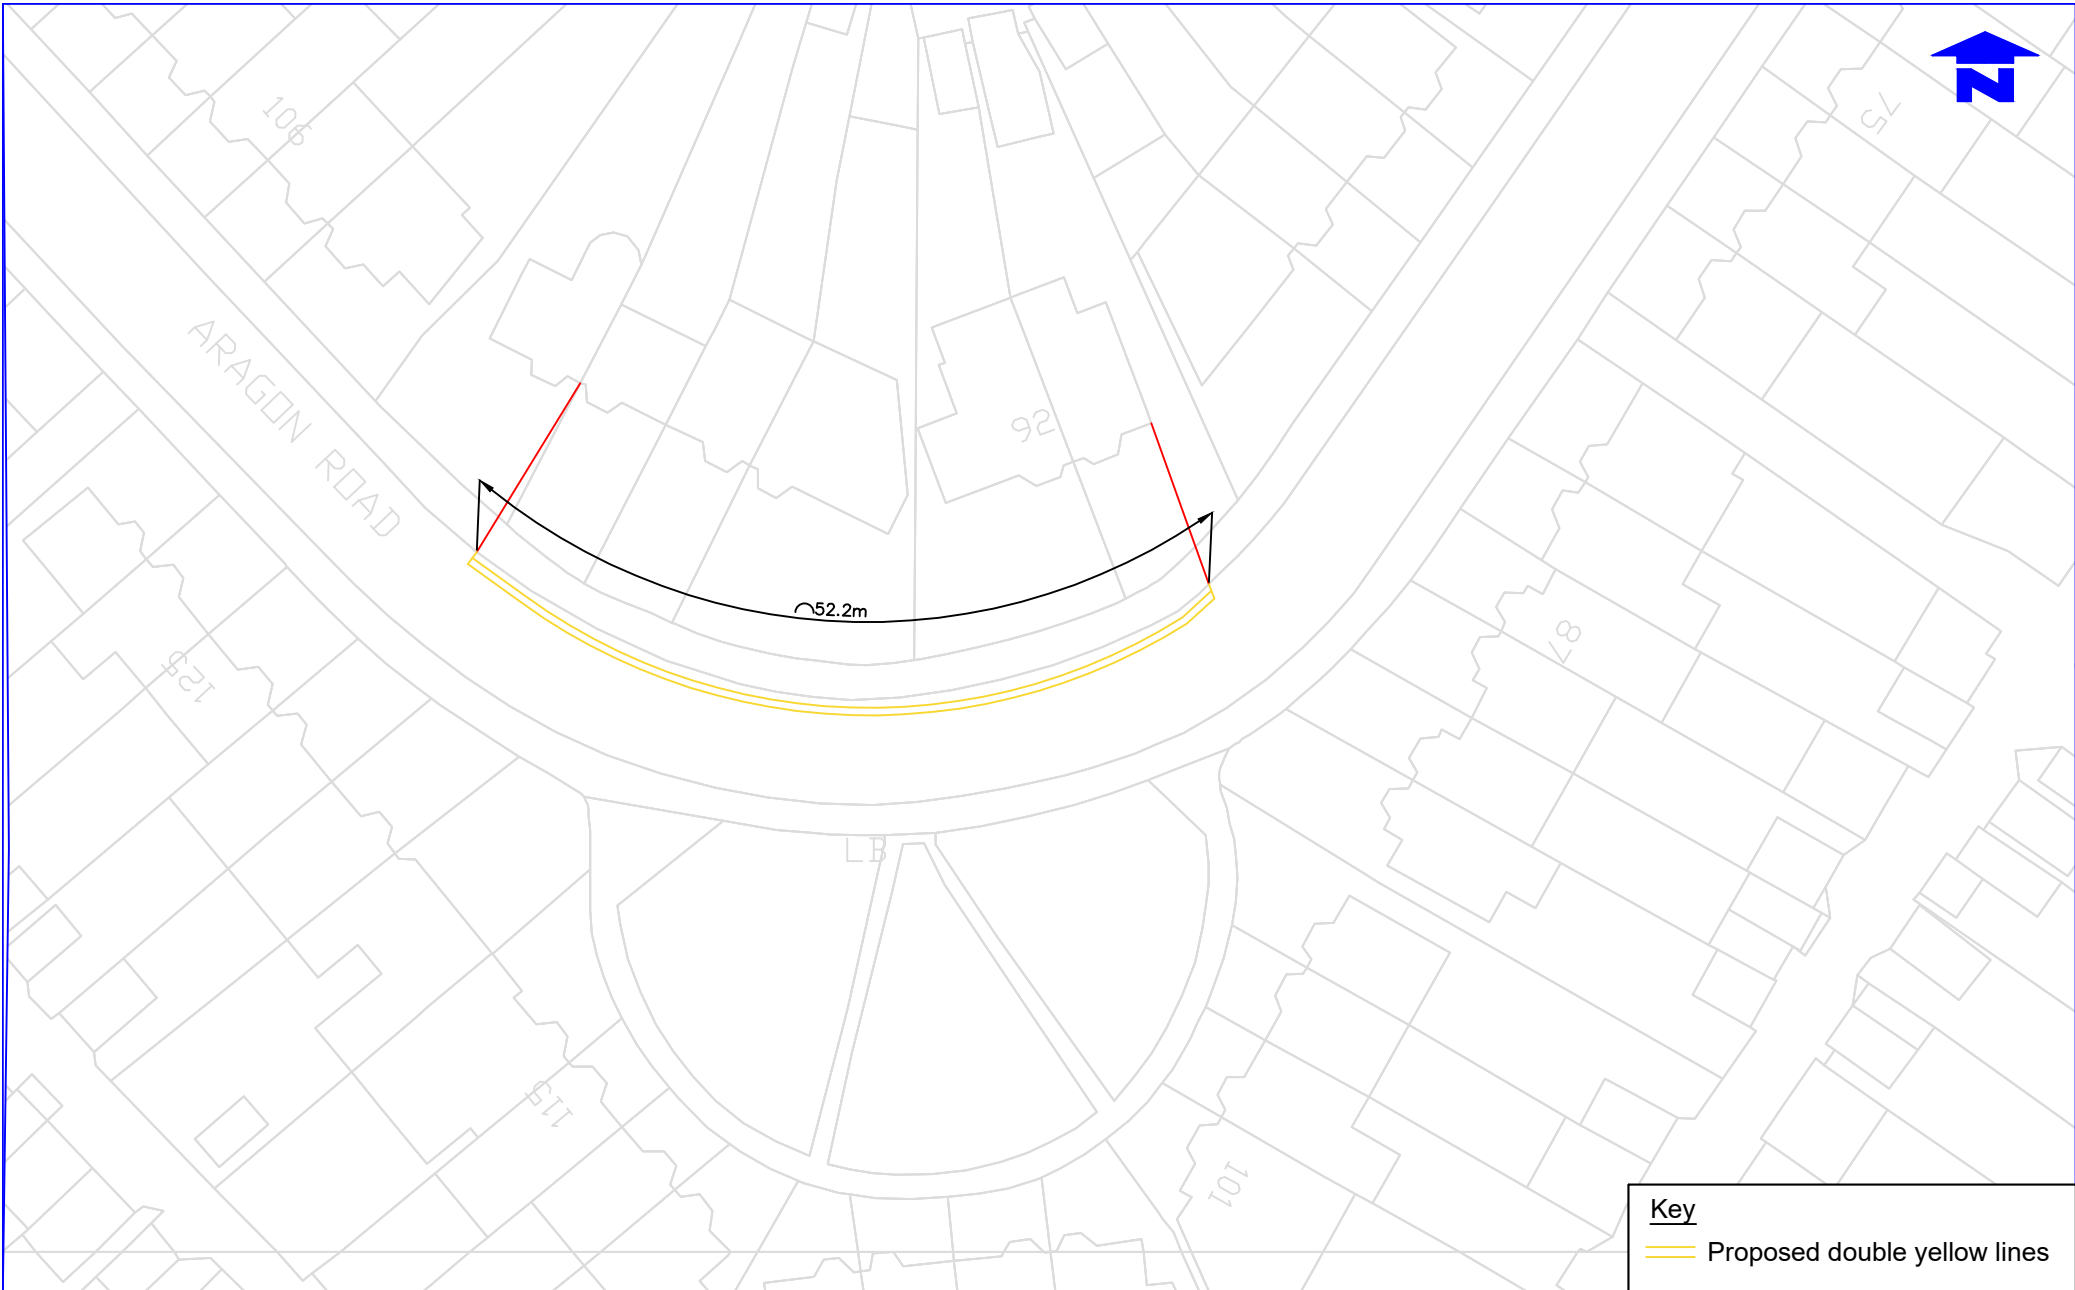 N
75
106
ARAGON ROAD
92
52.2m
87
125
LB
115
101
Key
Proposed double yellow lines